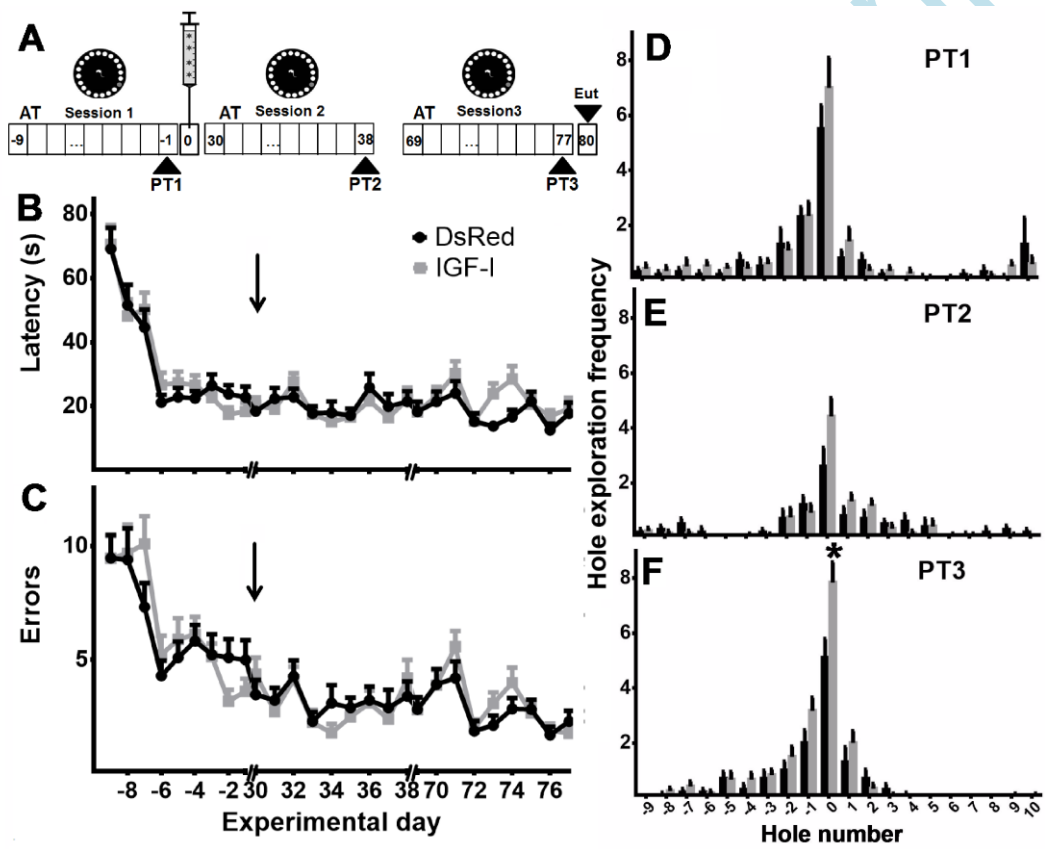 A
AT Session 1
-9 ... -1 0
PT1
AT Session 2
30 ... 38
PT2
AT Session3 Eut
69 ... 77 80
PT3
B
Latency (s)
80
60
40
20
DsRed
IGF-I
C
Errors
10
5
-8 -6 -4 -2 30 32 34 36 38 70 72 74 76
Experimental day
Hole exploration frequency
D
PT1
8
6
4
2
E
PT2
8
6
4
2
F
PT3
*
8
6
4
2
-9 -8 -7 -6 -5 -4 -3 -2 -1 0 1 2 3 4 5 6 7 8 9 10
Hole number